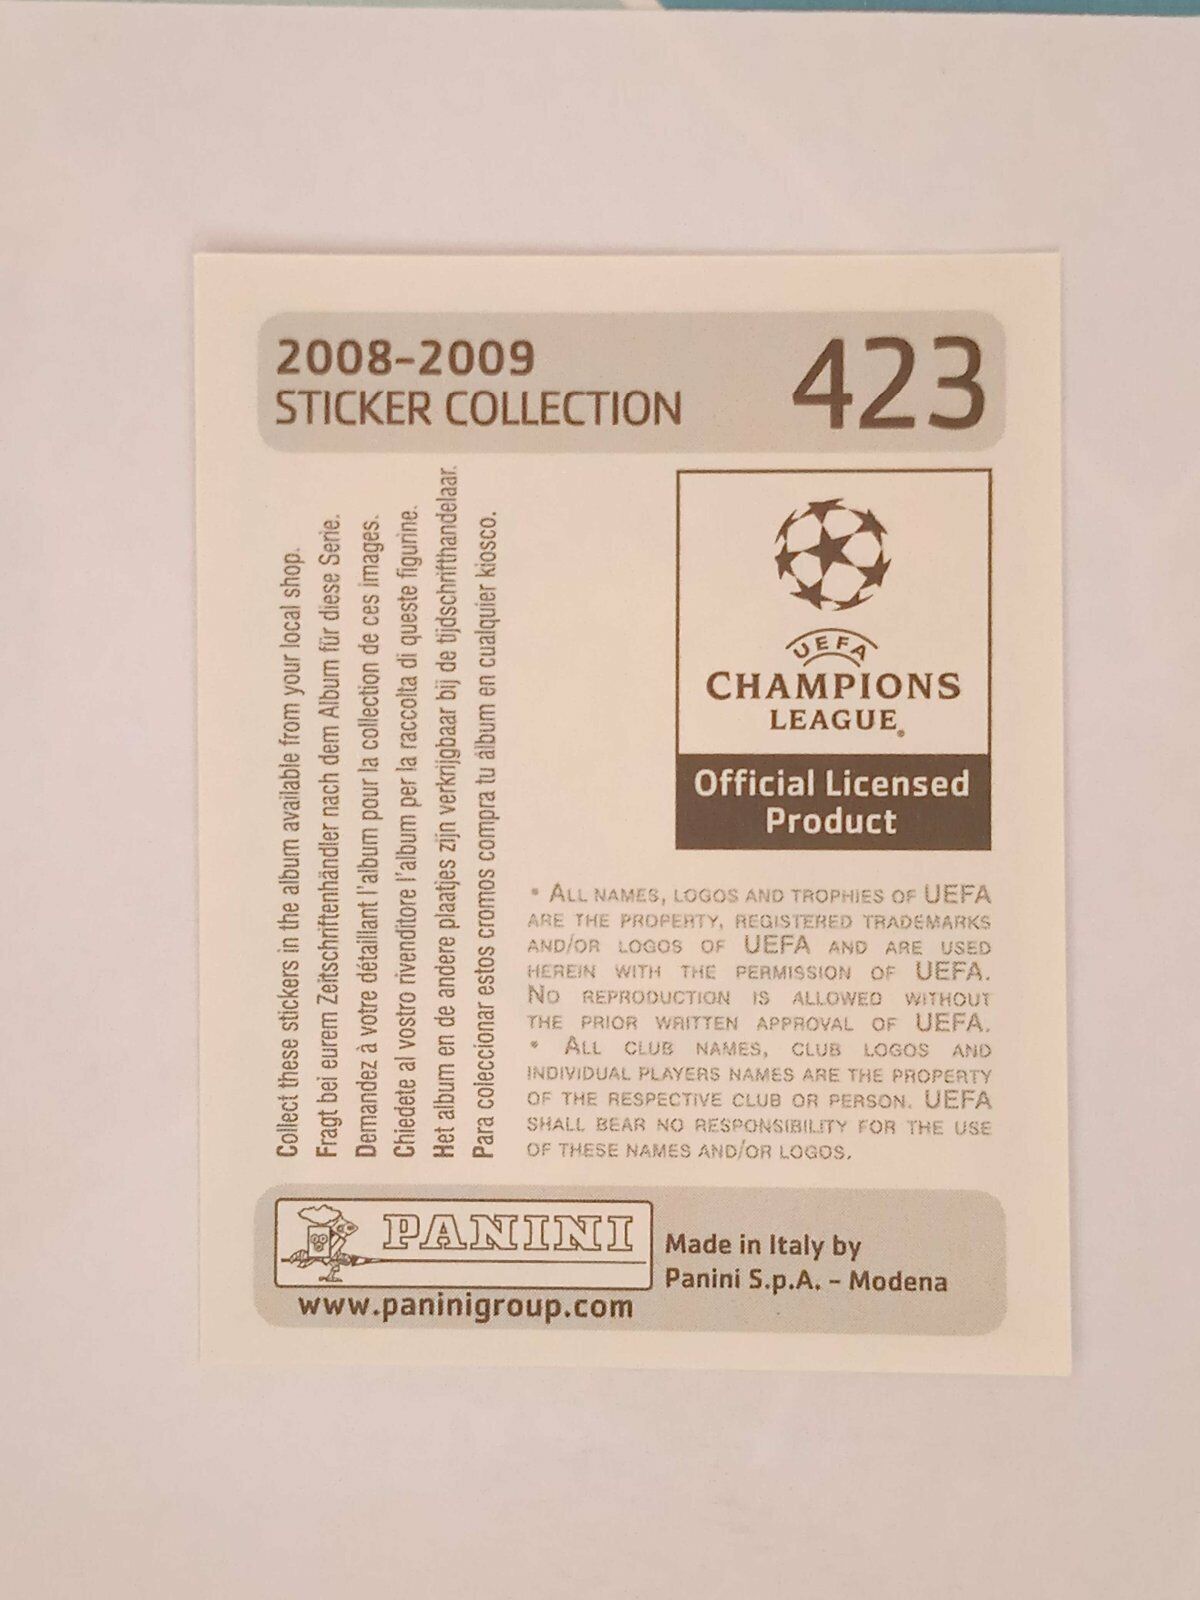 2008-2009
STICKER COLLECTION
423
Collect these stickers in the album available from your local shop.
Fragt bei eurem Zeitschriftenhändler nach dem Album für diese Serie.
Demandez à votre détaillant l'album pour la collection de ces images.
Chiedete al vostro rivenditore l'album per la raccolta di queste figurine.
Het album en de andere plaatjes zijn verkrijgbaar bij de tijdschrifthandelaar.
Para coleccionar estos cromos compra tu álbum en cualquier kiosco.
UEFA
CHAMPIONS
LEAGUE®
Official Licensed
Product
* ALL NAMES, LOGOS AND TROPHIES OF UEFA
ARE THE PROPERTY, REGISTERED TRADEMARKS
AND/OR LOGOS OF UEFA AND ARE USED
HEREIN WITH THE PERMISSION OF UEFA.
NO REPRODUCTION IS ALLOWED WITHOUT
THE PRIOR WRITTEN APPROVAL OF UEFA.
* ALL CLUB NAMES, CLUB LOGOS AND
INDIVIDUAL PLAYERS NAMES ARE THE PROPERTY
OF THE RESPECTIVE CLUB OR PERSON. UEFA
SHALL BEAR NO RESPONSIBILITY FOR THE USE
OF THESE NAMES AND/OR LOGOS.
PANINI
www.paninigroup.com
Made in Italy by
Panini S.p.A. - Modena